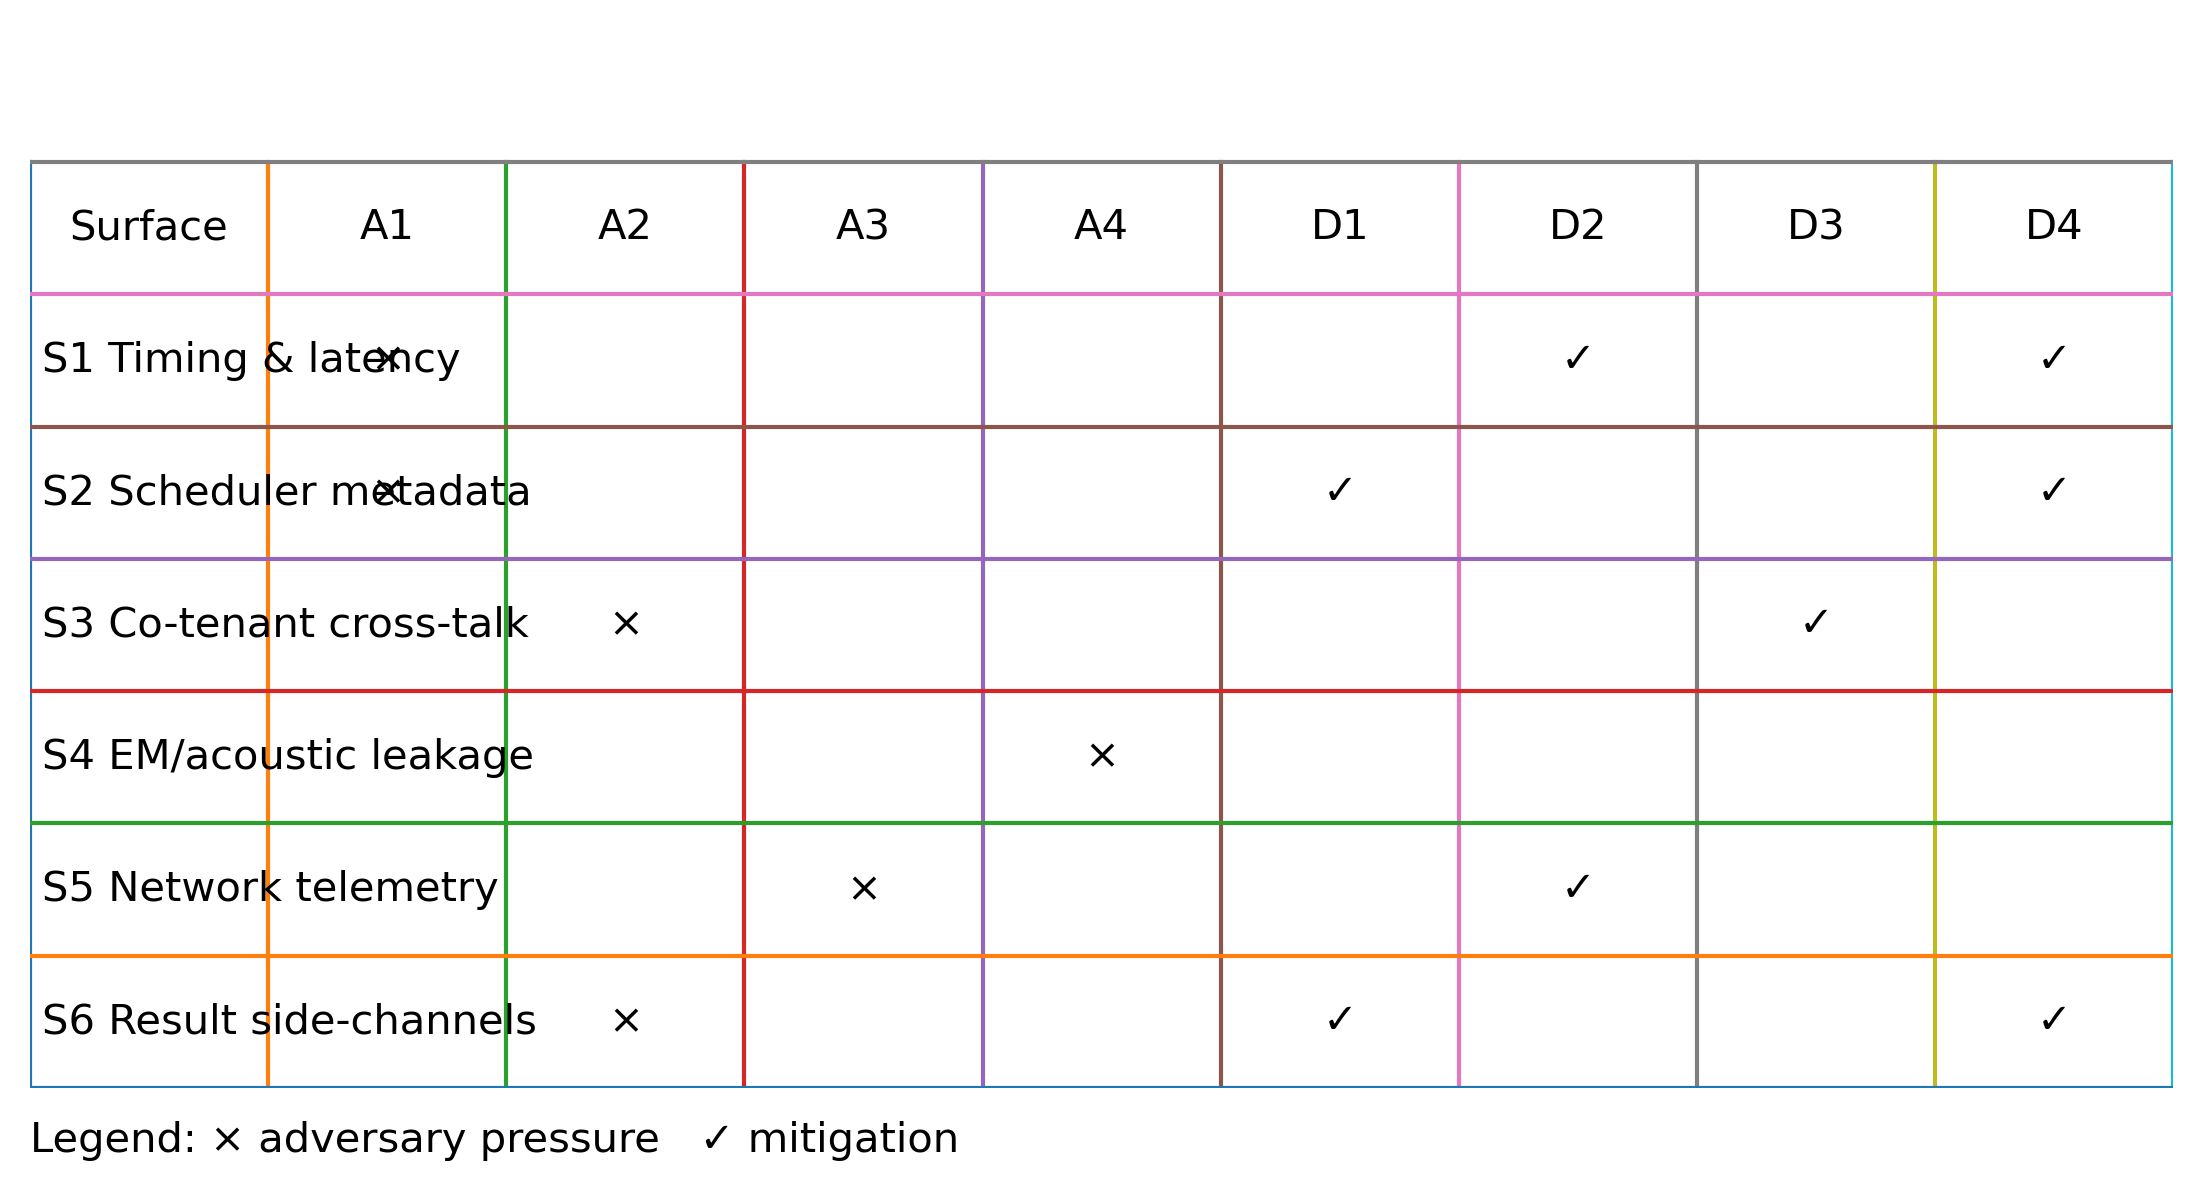 Surface A1 A2 A3 A4 D1 D2 D3 D4
S1 Timing & latency × ✓ ✓
S2 Scheduler metadata × ✓ ✓
S3 Co-tenant cross-talk × ✓
S4 EM/acoustic leakage ×
S5 Network telemetry × ✓
S6 Result side-channels × ✓ ✓
Legend: × adversary pressure ✓ mitigation